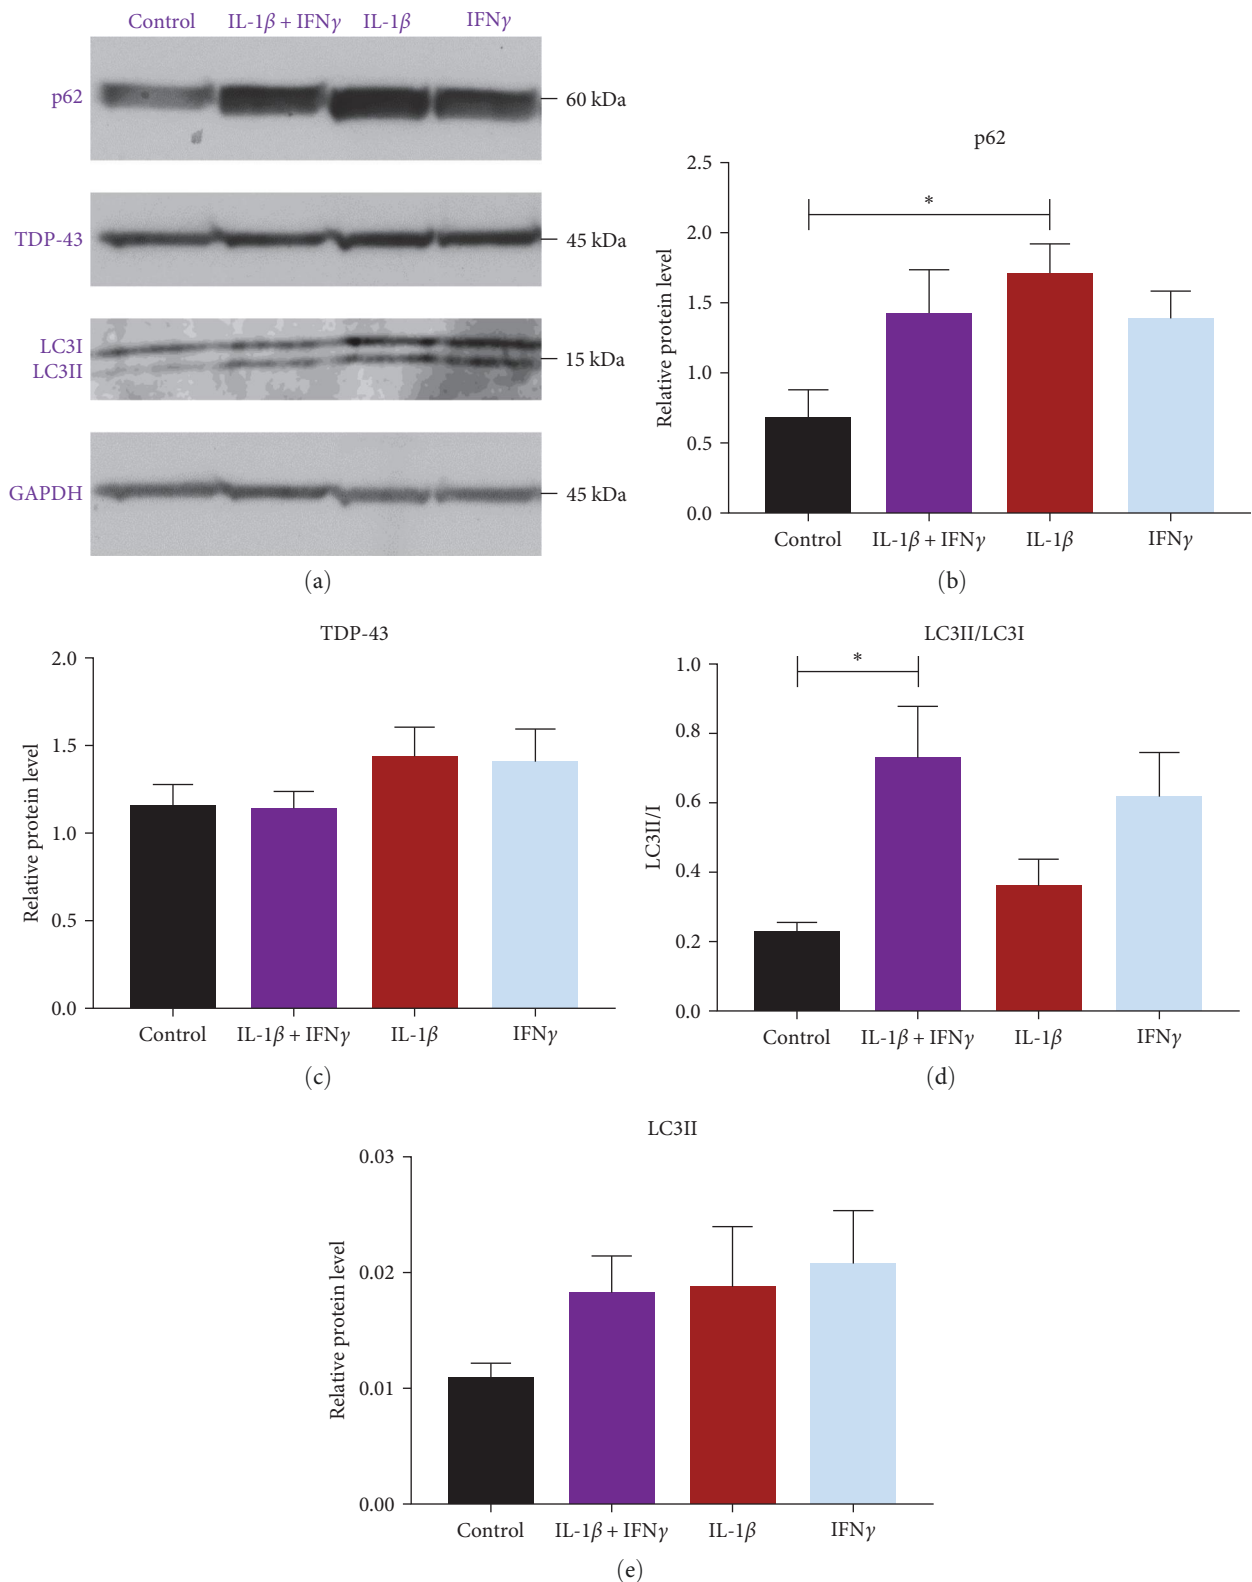 Control IL-1β + IFNγ IL-1β IFNγ
p62 60 kDa
TDP-43 45 kDa
LC3I
LC3II 15 kDa
GAPDH 45 kDa
(a)
p62
Relative protein level
2.5
2.0
1.5
1.0
0.5
0.0
*
Control IL-1β + IFNγ IL-1β IFNγ
(b)
TDP-43
Relative protein level
2.0
1.5
1.0
0.5
0.0
Control IL-1β + IFNγ IL-1β IFNγ
(c)
LC3II/LC3I
LC3II/I
1.0
0.8
0.6
0.4
0.2
0.0
*
Control IL-1β + IFNγ IL-1β IFNγ
(d)
LC3II
Relative protein level
0.03
0.02
0.01
0.00
Control IL-1β + IFNγ IL-1β IFNγ
(e)